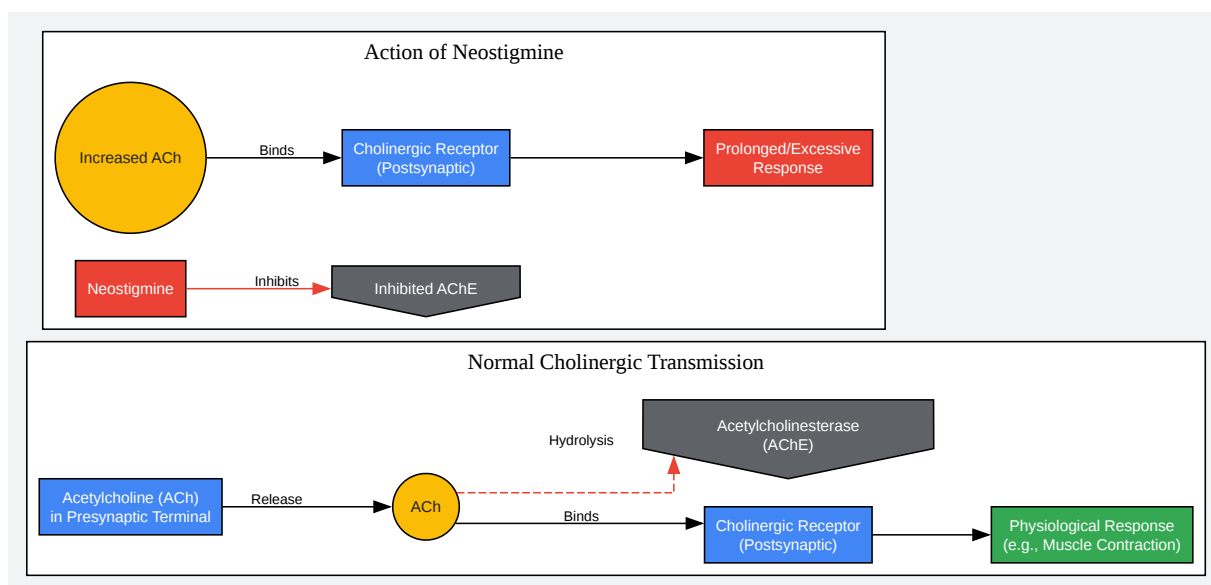 Action of Neostigmine
Increased ACh
Binds
Cholinergic Receptor
(Postsynaptic)
Prolonged/Excessive
Response
Neostigmine
Inhibits
Inhibited AChE
Normal Cholinergic Transmission
Acetylcholinesterase
(AChE)
Hydrolysis
Acetylcholine (ACh)
in Presynaptic Terminal
Release
ACh
Binds
Cholinergic Receptor
(Postsynaptic)
Physiological Response
(e.g., Muscle Contraction)